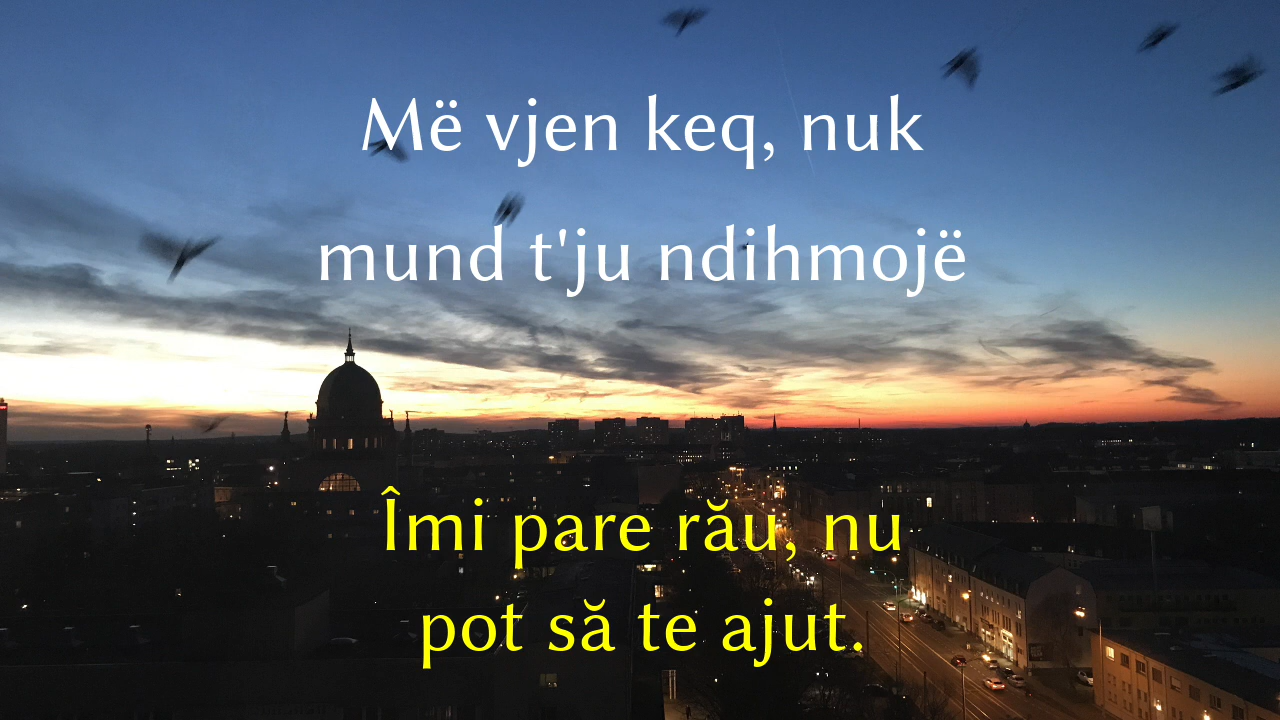 Më vjen keq, nuk
mund t'ju ndihmojë
Îmi pare rău, nu
pot să te ajut.